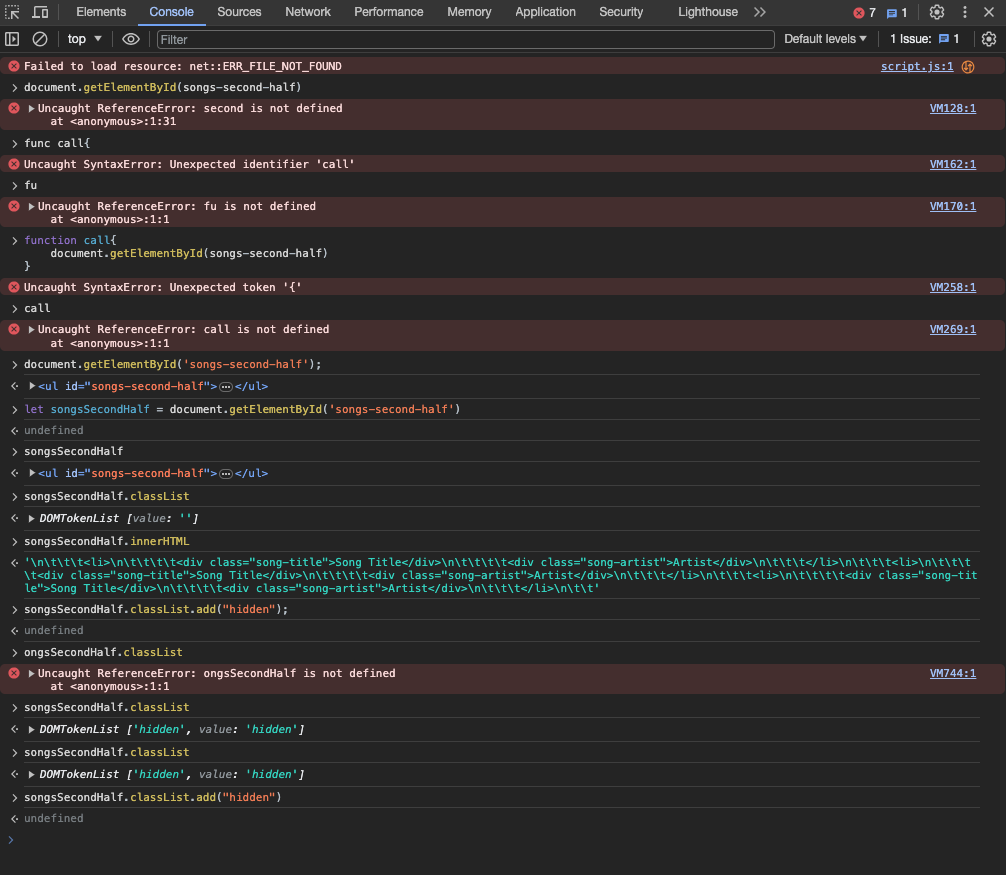 Elements Console Sources Network Performance Memory Application Security Lighthouse 7 1
top Filter Default levels 1 Issue: 1
Failed to load resource: net::ERR_FILE_NOT_FOUND script.js:1
document.getElementById(songs-second-half)
Uncaught ReferenceError: second is not defined VM128:1
at <anonymous>:1:31
func call{
Uncaught SyntaxError: Unexpected identifier 'call' VM162:1
fu
Uncaught ReferenceError: fu is not defined VM170:1
at <anonymous>:1:1
function call{
document.getElementById(songs-second-half)
}
Uncaught SyntaxError: Unexpected token '{' VM258:1
call
Uncaught ReferenceError: call is not defined VM269:1
at <anonymous>:1:1
document.getElementById('songs-second-half');
<ul id="songs-second-half">…</ul>
let songsSecondHalf = document.getElementById('songs-second-half')
undefined
songsSecondHalf
<ul id="songs-second-half">…</ul>
songsSecondHalf.classList
DOMTokenList [value: '']
songsSecondHalf.innerHTML
'\n\t\t\t<li>\n\t\t\t\t<div class="song-title">Song Title</div>\n\t\t\t\t<div class="song-artist">Artist</div>\n\t\t\t</li>\n\t\t\t<li>\n\t\t\t
\t<div class="song-title">Song Title</div>\n\t\t\t\t<div class="song-artist">Artist</div>\n\t\t\t</li>\n\t\t\t<li>\n\t\t\t\t<div class="song-tit
le">Song Title</div>\n\t\t\t\t<div class="song-artist">Artist</div>\n\t\t\t</li>\n\t\t'
songsSecondHalf.classList.add("hidden");
undefined
ongsSecondHalf.classList
Uncaught ReferenceError: ongsSecondHalf is not defined VM744:1
at <anonymous>:1:1
songsSecondHalf.classList
DOMTokenList ['hidden', value: 'hidden']
songsSecondHalf.classList
DOMTokenList ['hidden', value: 'hidden']
songsSecondHalf.classList.add("hidden")
undefined